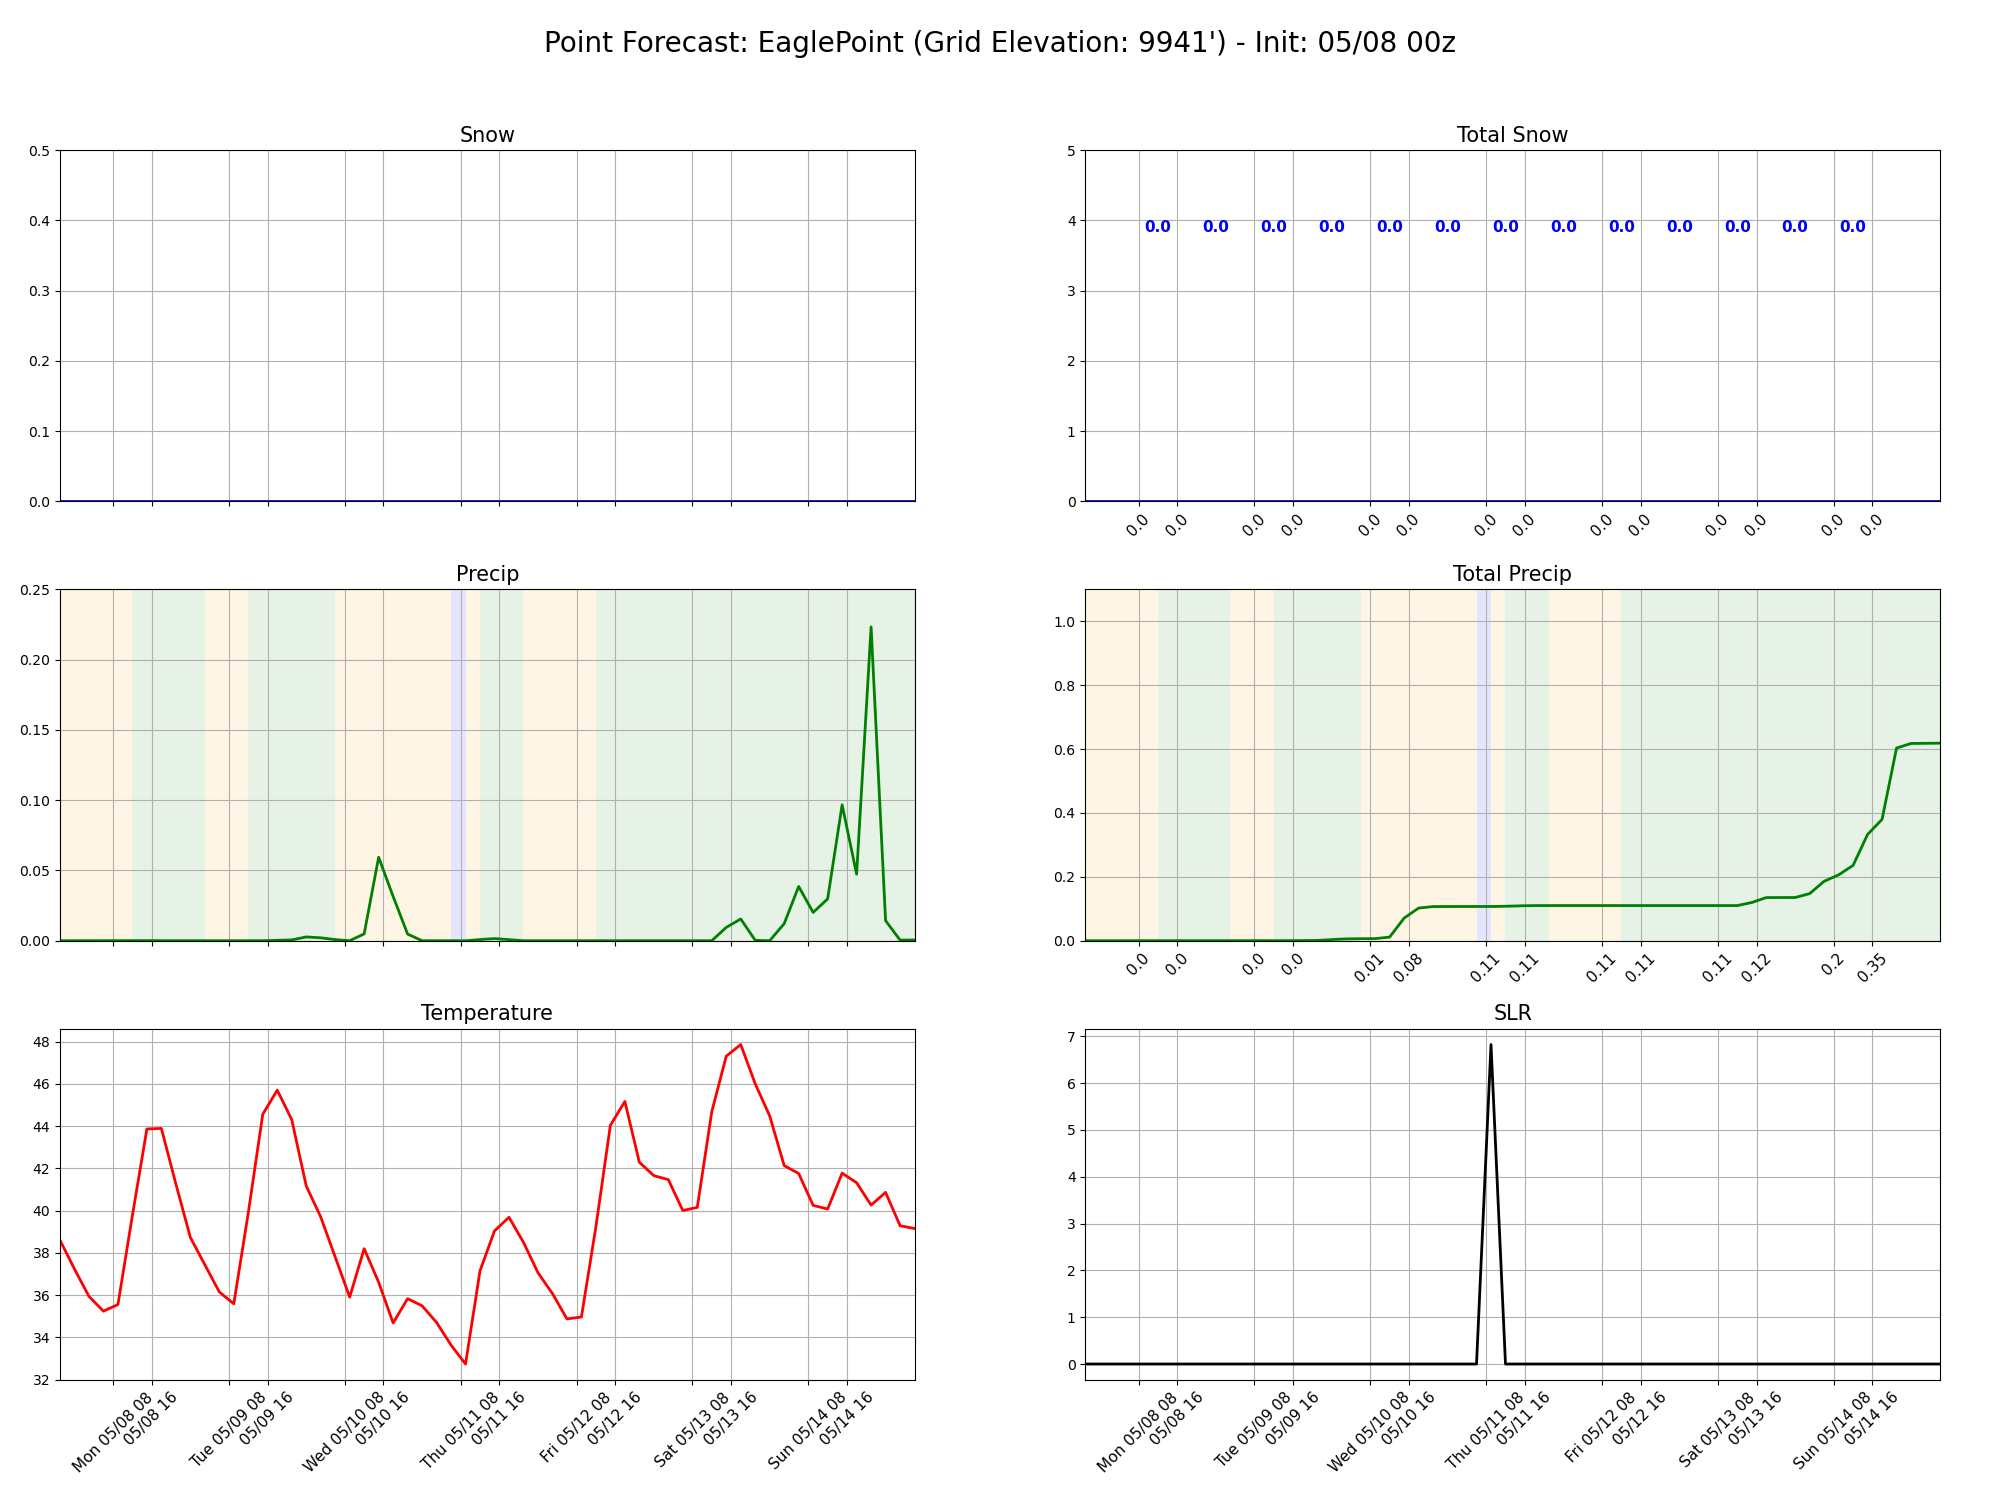 Point Forecast: EaglePoint (Grid Elevation: 9941') - Init: 05/08 00z
Snow
0.5
0.4
0.3
0.2
0.1
0.0
Total Snow
5
4
3
2
1
0
0.0 0.0 0.0 0.0 0.0 0.0 0.0 0.0 0.0 0.0 0.0 0.0 0.0
0.0 0.0 0.0 0.0 0.0 0.0 0.0 0.0 0.0 0.0 0.0 0.0 0.0 0.0
Precip
0.25
0.20
0.15
0.10
0.05
0.00
Total Precip
1.0
0.8
0.6
0.4
0.2
0.0
0.0 0.0 0.0 0.0 0.01 0.08 0.11 0.11 0.11 0.11 0.11 0.12 0.2 0.35
Temperature
48
46
44
42
40
38
36
34
32
Mon 05/08 08
05/08 16
Tue 05/09 08
05/09 16
Wed 05/10 08
05/10 16
Thu 05/11 08
05/11 16
Fri 05/12 08
05/12 16
Sat 05/13 08
05/13 16
Sun 05/14 08
05/14 16
SLR
7
6
5
4
3
2
1
0
Mon 05/08 08
05/08 16
Tue 05/09 08
05/09 16
Wed 05/10 08
05/10 16
Thu 05/11 08
05/11 16
Fri 05/12 08
05/12 16
Sat 05/13 08
05/13 16
Sun 05/14 08
05/14 16